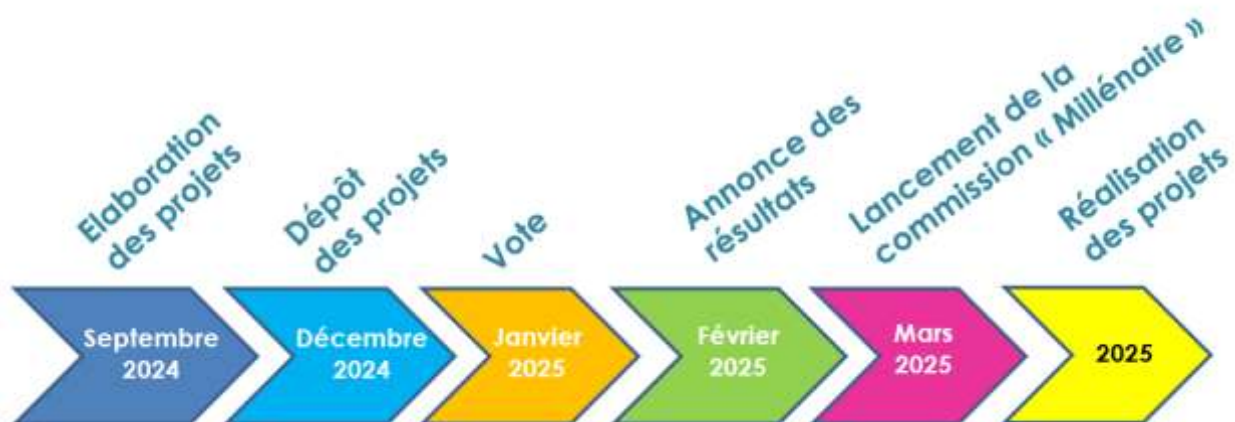 Elaboration
des projets
Dépôt
des projets
Vote
Annonce des
résultats
Lancement de la
commission « Millénaire »
Réalisation
des projets
Septembre
2024
Décembre
2024
Janvier
2025
Février
2025
Mars
2025
2025